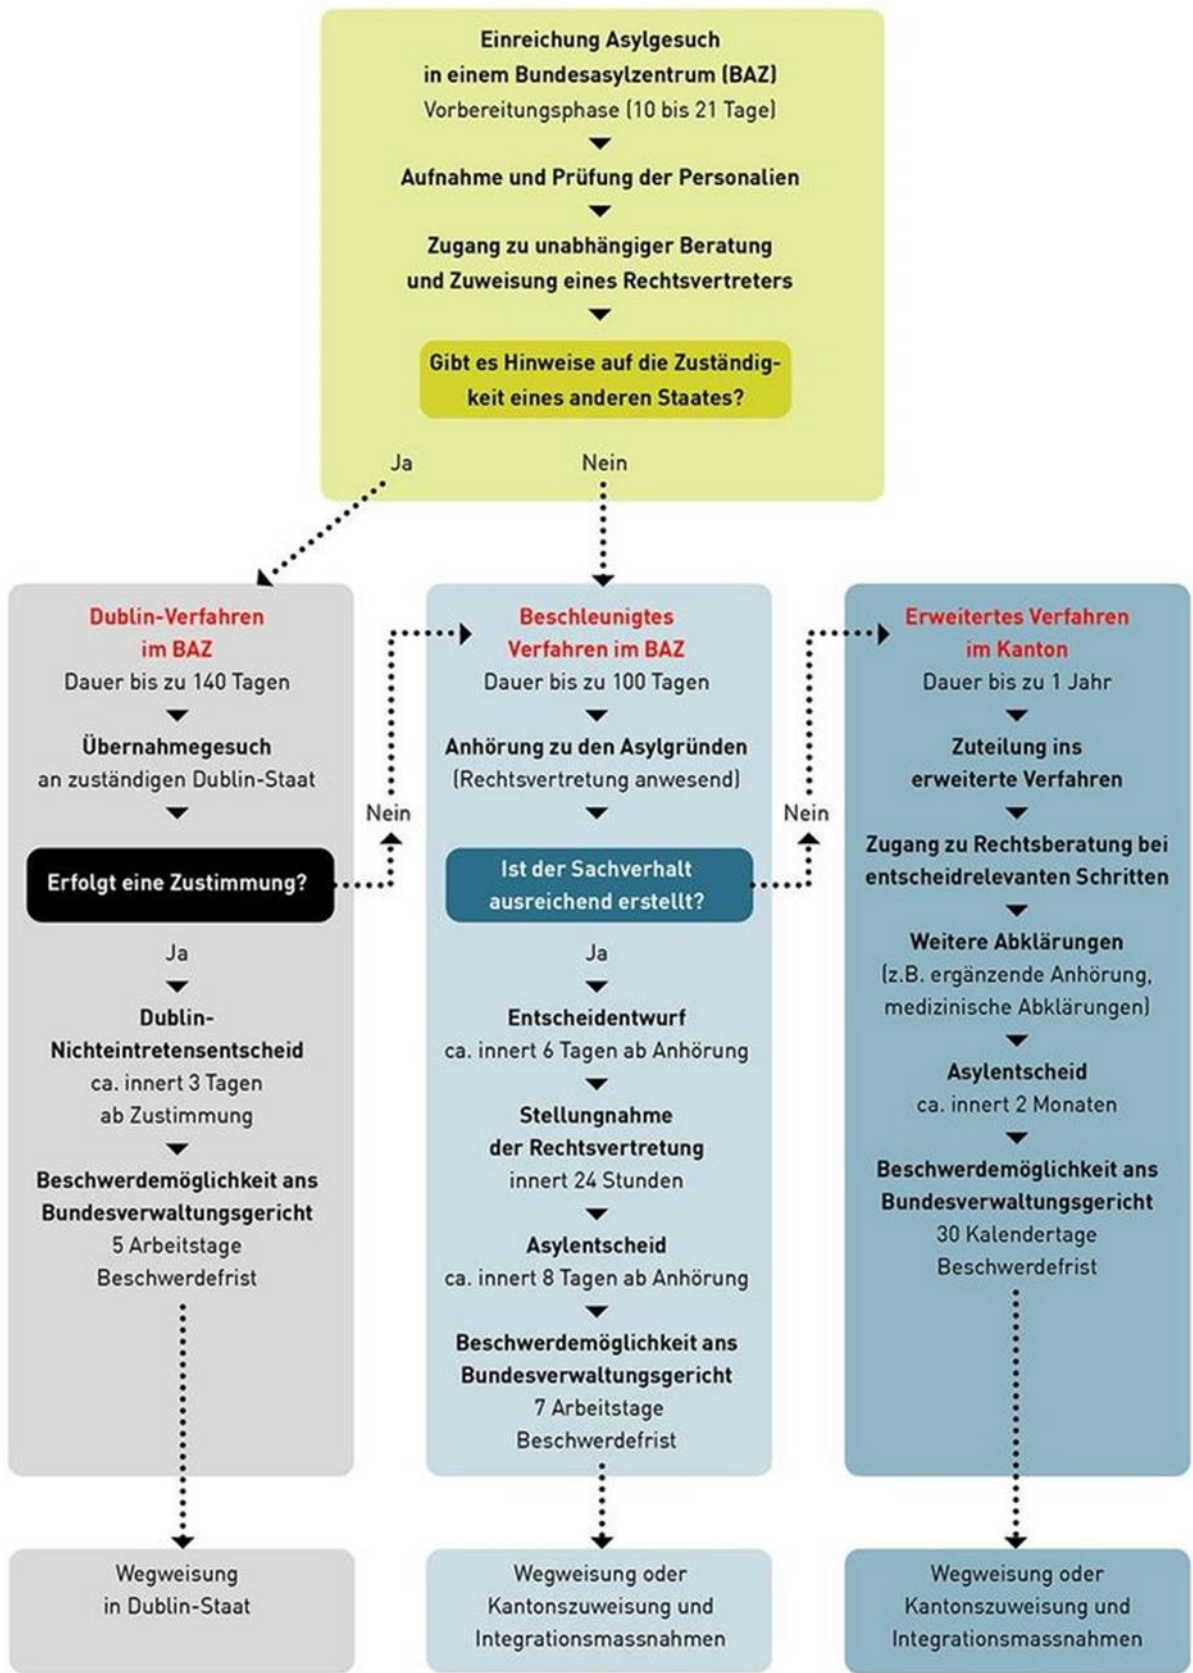 Einreichung Asylgesuch
in einem Bundesasylzentrum (BAZ)
Vorbereitungsphase (10 bis 21 Tage)
Aufnahme und Prüfung der Personalien
Zugang zu unabhängiger Beratung
und Zuweisung eines Rechtsvertreters
Gibt es Hinweise auf die Zuständig-
keit eines anderen Staates?
Ja
Nein
Dublin-Verfahren
im BAZ
Dauer bis zu 140 Tagen
Übernahmegesuch
an zuständigen Dublin-Staat
Erfolgt eine Zustimmung?
Nein
Ja
Dublin-
Nichteintretensentscheid
ca. innert 3 Tagen
ab Zustimmung
Beschwerdemöglichkeit ans
Bundesverwaltungsgericht
5 Arbeitstage
Beschwerdefrist
Wegweisung
in Dublin-Staat
Beschleunigtes
Verfahren im BAZ
Dauer bis zu 100 Tagen
Anhörung zu den Asylgründen
(Rechtsvertretung anwesend)
Ist der Sachverhalt
ausreichend erstellt?
Nein
Ja
Entscheidentwurf
ca. innert 6 Tagen ab Anhörung
Stellungnahme
der Rechtsvertretung
innert 24 Stunden
Asylentscheid
ca. innert 8 Tagen ab Anhörung
Beschwerdemöglichkeit ans
Bundesverwaltungsgericht
7 Arbeitstage
Beschwerdefrist
Wegweisung oder
Kantonszuweisung und
Integrationsmassnahmen
Erweitertes Verfahren
im Kanton
Dauer bis zu 1 Jahr
Zuteilung ins
erweiterte Verfahren
Zugang zu Rechtsberatung bei
entscheidrelevanten Schritten
Weitere Abklärungen
(z.B. ergänzende Anhörung,
medizinische Abklärungen)
Asylentscheid
ca. innert 2 Monaten
Beschwerdemöglichkeit ans
Bundesverwaltungsgericht
30 Kalendertage
Beschwerdefrist
Wegweisung oder
Kantonszuweisung und
Integrationsmassnahmen